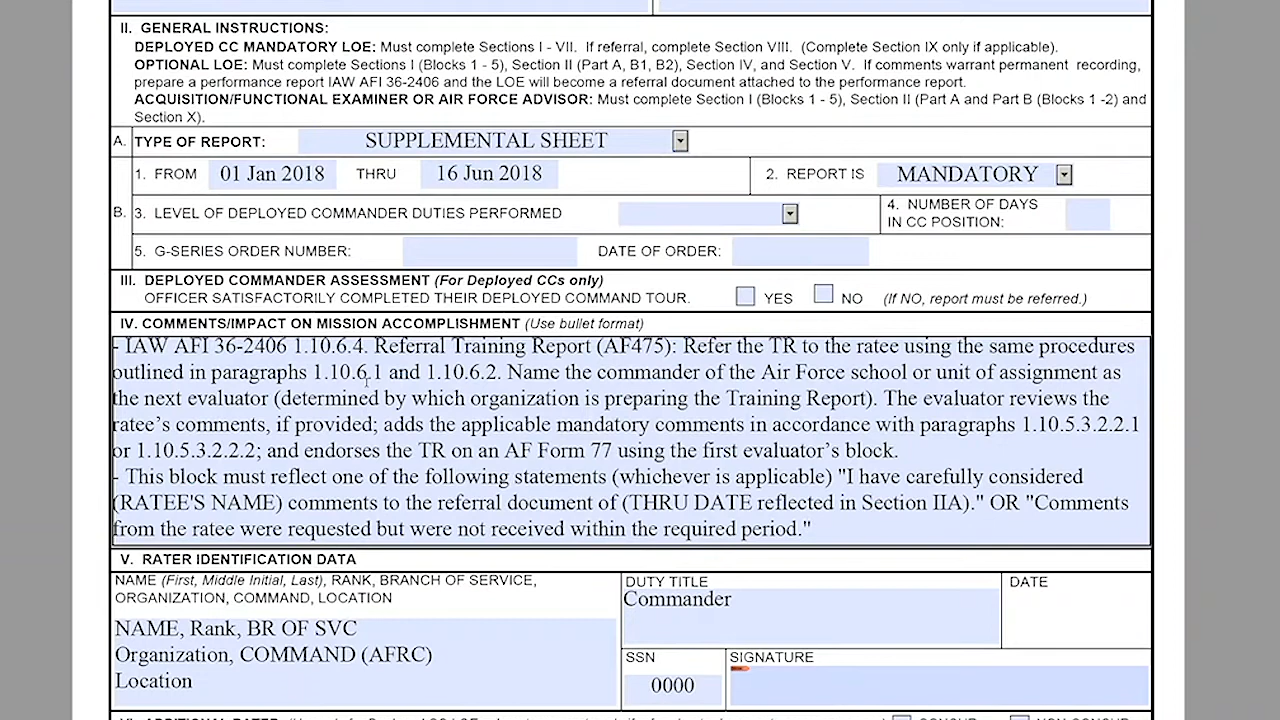 II. GENERAL INSTRUCTIONS:
DEPLOYED CC MANDATORY LOE: Must complete Sections I - VII. If referral, complete Section VIII. (Complete Section IX only if applicable).
OPTIONAL LOE: Must complete Sections I (Blocks 1 - 5), Section II (Part A, B1, B2), Section IV, and Section V. If comments warrant permanent recording,
prepare a performance report IAW AFI 36-2406 and the LOE will become a referral document attached to the performance report.
ACQUISITION/FUNCTIONAL EXAMINER OR AIR FORCE ADVISOR: Must complete Section I (Blocks 1 - 5), Section II (Part A and Part B (Blocks 1 -2) and
Section X).
A. TYPE OF REPORT: SUPPLEMENTAL SHEET
1. FROM 01 Jan 2018 THRU 16 Jun 2018 2. REPORT IS MANDATORY
B. 3. LEVEL OF DEPLOYED COMMANDER DUTIES PERFORMED 4. NUMBER OF DAYS
IN CC POSITION:
5. G-SERIES ORDER NUMBER: DATE OF ORDER:
III. DEPLOYED COMMANDER ASSESSMENT (For Deployed CCs only)
OFFICER SATISFACTORILY COMPLETED THEIR DEPLOYED COMMAND TOUR. YES NO (If NO, report must be referred.)
IV. COMMENTS/IMPACT ON MISSION ACCOMPLISHMENT (Use bullet format)
- IAW AFI 36-2406 1.10.6.4. Referral Training Report (AF475): Refer the TR to the ratee using the same procedures
outlined in paragraphs 1.10.6.1 and 1.10.6.2. Name the commander of the Air Force school or unit of assignment as
the next evaluator (determined by which organization is preparing the Training Report). The evaluator reviews the
ratee’s comments, if provided; adds the applicable mandatory comments in accordance with paragraphs 1.10.5.3.2.2.1
or 1.10.5.3.2.2.2; and endorses the TR on an AF Form 77 using the first evaluator’s block.
- This block must reflect one of the following statements (whichever is applicable) "I have carefully considered
(RATEE'S NAME) comments to the referral document of (THRU DATE reflected in Section IIA)." OR "Comments
from the ratee were requested but were not received within the required period."
V. RATER IDENTIFICATION DATA
NAME (First, Middle Initial, Last), RANK, BRANCH OF SERVICE,
ORGANIZATION, COMMAND, LOCATION
NAME, Rank, BR OF SVC
Organization, COMMAND (AFRC)
Location
DUTY TITLE
Commander
DATE
SSN
0000
SIGNATURE